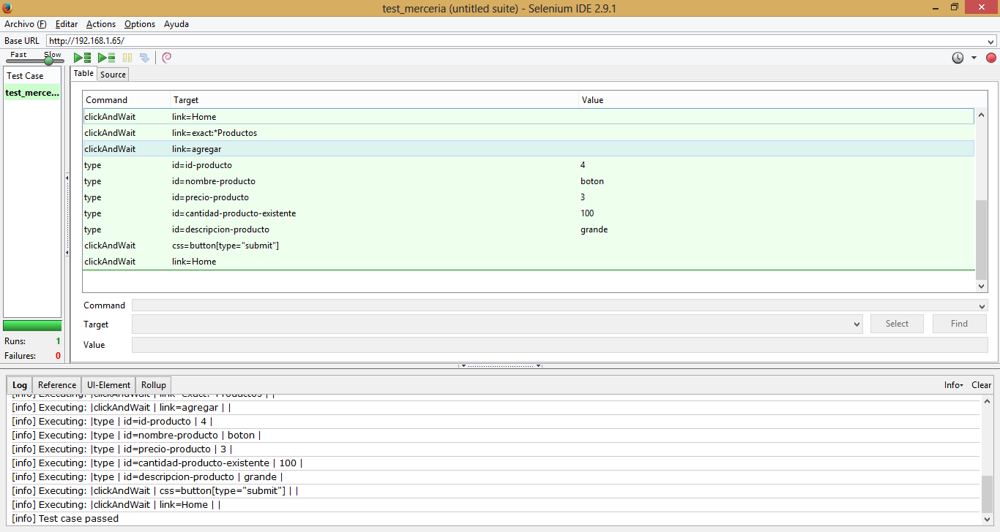 test_merceria (untitled suite) - Selenium IDE 2.9.1
Archivo (F) Editar Actions Options Ayuda
Base URL http://192.168.1.65/
Fast Slow
Test Case
test_merce...
Table Source
Command Target Value
clickAndWait link=Home
clickAndWait link=exact:*Productos
clickAndWait link=agregar
type id=id-producto 4
type id=nombre-producto boton
type id=precio-producto 3
type id=cantidad-producto-existente 100
type id=descripcion-producto grande
clickAndWait css=button[type="submit"]
clickAndWait link=Home
Command
Target Select Find
Value
Runs: 1
Failures: 0
Log Reference UI-Element Rollup Info Clear
[info] Executing: |clickAndWait | link=exact:*Productos | |
[info] Executing: |clickAndWait | link=agregar | |
[info] Executing: |type | id=id-producto | 4 |
[info] Executing: |type | id=nombre-producto | boton |
[info] Executing: |type | id=precio-producto | 3 |
[info] Executing: |type | id=cantidad-producto-existente | 100 |
[info] Executing: |type | id=descripcion-producto | grande |
[info] Executing: |clickAndWait | css=button[type="submit"] | |
[info] Executing: |clickAndWait | link=Home | |
[info] Test case passed